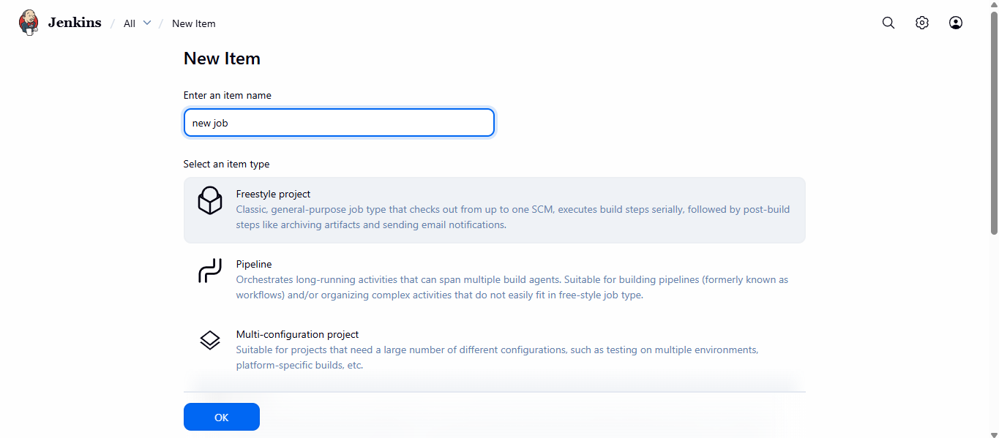 Jenkins / All / New Item
New Item
Enter an item name
new job
Select an item type
Freestyle project
Classic, general-purpose job type that checks out from up to one SCM, executes build steps serially, followed by post-build
steps like archiving artifacts and sending email notifications.
Pipeline
Orchestrates long-running activities that can span multiple build agents. Suitable for building pipelines (formerly known as
workflows) and/or organizing complex activities that do not easily fit in free-style job type.
Multi-configuration project
Suitable for projects that need a large number of different configurations, such as testing on multiple environments,
platform-specific builds, etc.
OK